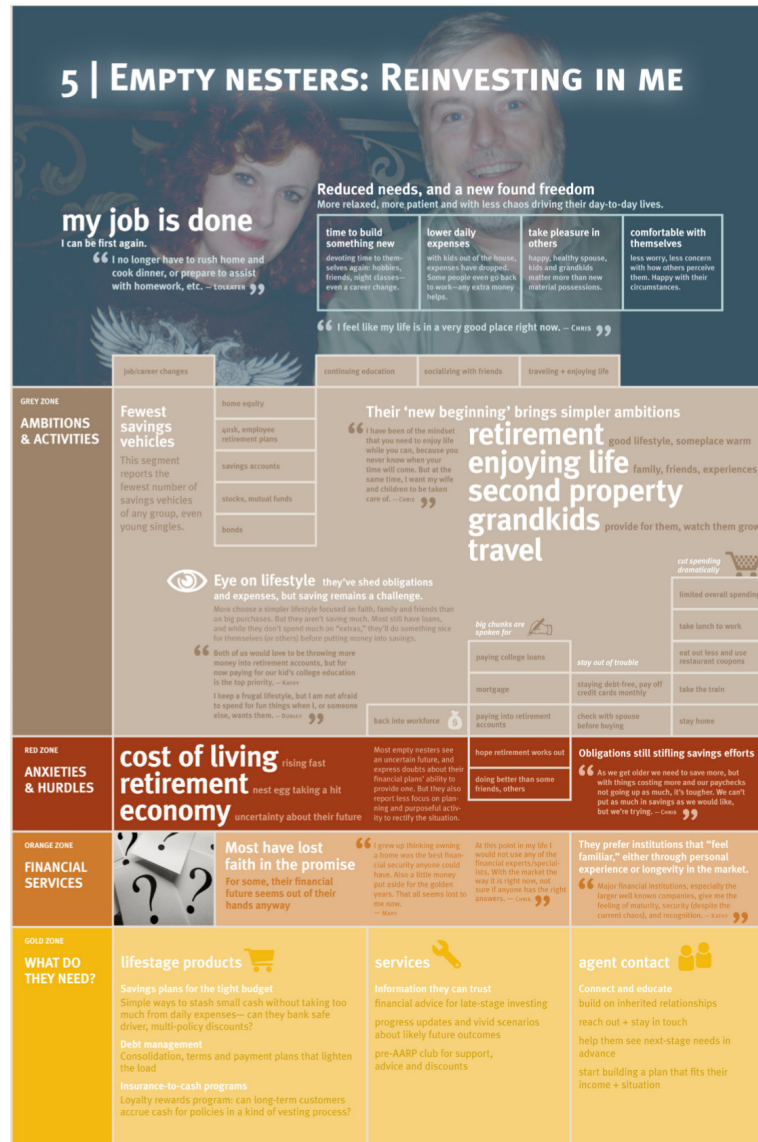 5 | Empty nesters: Reinvesting in me
my job is done
I can be first again.
“ I no longer have to rush home and
cook dinner, or prepare to assist
with homework, etc. — Loleater ”
Reduced needs, and a new found freedom
More relaxed, more patient and with less chaos driving their day-to-day lives.
time to build
something new
devoting time to them-
selves again: hobbies,
friends, night classes—
even a career change.
lower daily
expenses
with kids out of the house,
expenses have dropped.
Some people even go back
to work—any extra money
helps.
take pleasure in
others
happy, healthy spouse,
kids and grandkids
matter more than new
material possessions.
comfortable with
themselves
less worry, less concern
with how others perceive
them. Happy with their
circumstances.
“ I feel like my life is in a very good place right now. — Chris ”
job/career changes
continuing education
socializing with friends
traveling + enjoying life
GREY ZONE
AMBITIONS
& ACTIVITIES
Fewest
savings
vehicles
This segment
reports the
fewest number of
savings vehicles
of any group, even
young singles.
home equity
401k, employee
retirement plans
savings accounts
stocks, mutual funds
bonds
Their ‘new beginning’ brings simpler ambitions
“ I have been of the mindset
that you need to enjoy life
while you can, because you
never know when your
time will come. But at the
same time, I want my wife
and children to be taken
care of. — Chris ”
retirement good lifestyle, someplace warm
enjoying life family, friends, experiences
second property
grandkids provide for them, watch them grow
travel
Eye on lifestyle they’ve shed obligations
and expenses, but saving remains a challenge.
More choose a simpler lifestyle focused on faith, family and friends than
on big purchases. But they aren’t saving much. Most still have loans,
and while they don’t spend much on “extras,” they’ll do something nice
for themselves (or others) before putting money into savings.
“ Both of us would love to be throwing more
money into retirement accounts, but for
now paying for our kid’s college education
is the top priority. — Kathy
I keep a frugal lifestyle, but I am not afraid
to spend for fun things when I, or someone
else, wants them. — ”
back into workforce
big chunks are
spoken for
paying college loans
mortgage
paying into retirement
accounts
stay out of trouble
staying debt-free, pay off
credit cards monthly
check with spouse
before buying
cut spending
dramatically
limited overall spending
take lunch to work
eat out less and use
restaurant coupons
take the train
stay home
RED ZONE
ANXIETIES
& HURDLES
cost of living rising fast
retirement nest egg taking a hit
economy uncertainty about their future
Most empty nesters see
an uncertain future, and
express doubts about their
financial plans’ ability to
provide one. But they also
report less focus on plan-
ning and purposeful activ-
ity to rectify the situation.
hope retirement works out
doing better than some
friends, others
Obligations still stifling savings efforts
“ As we get older we need to save more, but
with things costing more and our paychecks
not going up as much, it’s tougher. We can’t
put as much in savings as we would like,
but we’re trying. — Chris ”
ORANGE ZONE
FINANCIAL
SERVICES
Most have lost
faith in the promise
For some, their financial
future seems out of their
hands anyway
“ I grew up thinking owning
a home was the best finan-
cial security anyone could
have. Also a little money
put aside for the golden
years. That all seems lost to
me now.
— Mary
At this point in my life I
would not use any of the
financial experts/special-
ists. With the market the
way it is right now, not
sure if anyone has the right
answers. — Chris ”
They prefer institutions that “feel
familiar,” either through personal
experience or longevity in the market.
“ Major financial institutions, especially the
larger well known companies, give me the
feeling of maturity, security (despite the
current chaos), and recognition. — Kathy ”
GOLD ZONE
WHAT DO
THEY NEED?
lifestage products
Savings plans for the tight budget
Simple ways to stash small cash without taking too
much from daily expenses— can they bank safe
driver, multi-policy discounts?
Debt management
Consolidation, terms and payment plans that lighten
the load
Insurance-to-cash programs
Loyalty rewards program: can long-term customers
accrue cash for policies in a kind of vesting process?
services
Information they can trust
financial advice for late-stage investing
progress updates and vivid scenarios
about likely future outcomes
pre-AARP club for support,
advice and discounts
agent contact
Connect and educate
build on inherited relationships
reach out + stay in touch
help them see next-stage needs in
advance
start building a plan that fits their
income + situation